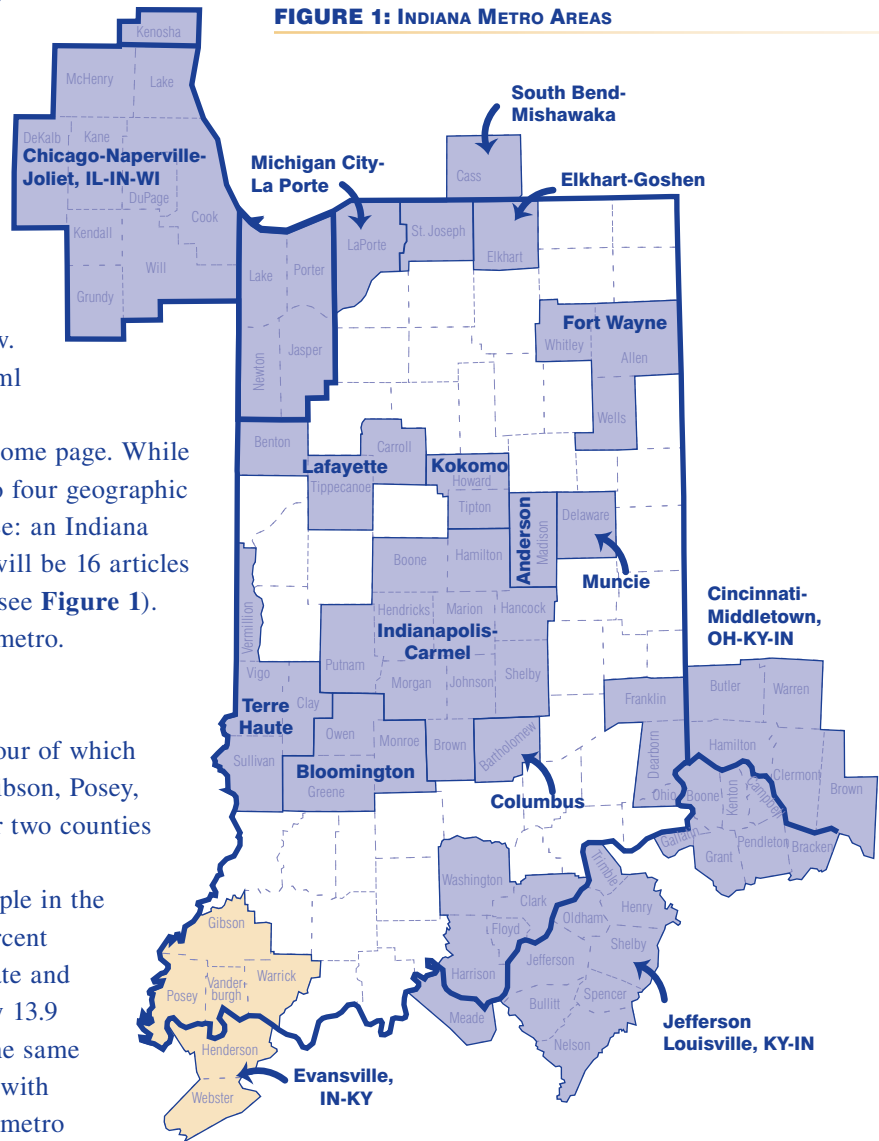 FIGURE 1: INDIANA METRO AREAS
Kenosha
McHenry
Lake
DeKalb
Kane
Chicago-Naperville-
Joliet, IL-IN-WI
DuPage
Cook
Kendall
Will
Grundy
South Bend-
Mishawaka
Cass
Michigan City-
La Porte
Elkhart-Goshen
LaPorte
St. Joseph
Elkhart
Lake
Porter
Newton
Jasper
Fort Wayne
Whitley
Allen
Wells
Benton
Carroll
Lafayette
Tippecanoe
Kokomo
Howard
Tipton
Anderson
Madison
Delaware
Muncie
Boone
Hamilton
Hendricks
Marion
Hancock
Indianapolis-
Carmel
Putnam
Morgan
Johnson
Shelby
Vermillion
Vigo
Clay
Terre
Haute
Sullivan
Owen
Monroe
Brown
Bartholomew
Bloomington
Greene
Columbus
Cincinnati-
Middletown,
OH-KY-IN
Franklin
Butler
Warren
Dearborn
Hamilton
Clermont
Ohio
Boone
Kenton
Campbell
Brown
Gallatin
Grant
Pendleton
Bracken
Washington
Clark
Trimble
Floyd
Oldham
Henry
Harrison
Jefferson
Shelby
Meade
Bullitt
Spencer
Nelson
Jefferson
Louisville, KY-IN
Gibson
Posey
Vander-
burgh
Warrick
Henderson
Webster
Evansville,
IN-KY
ome page. While
four geographic
e: an Indiana
will be 16 articles
see Figure 1).
metro.
our of which
ibson, Posey,
two counties
ple in the
rcent
ate and
13.9
ne same
with
metro